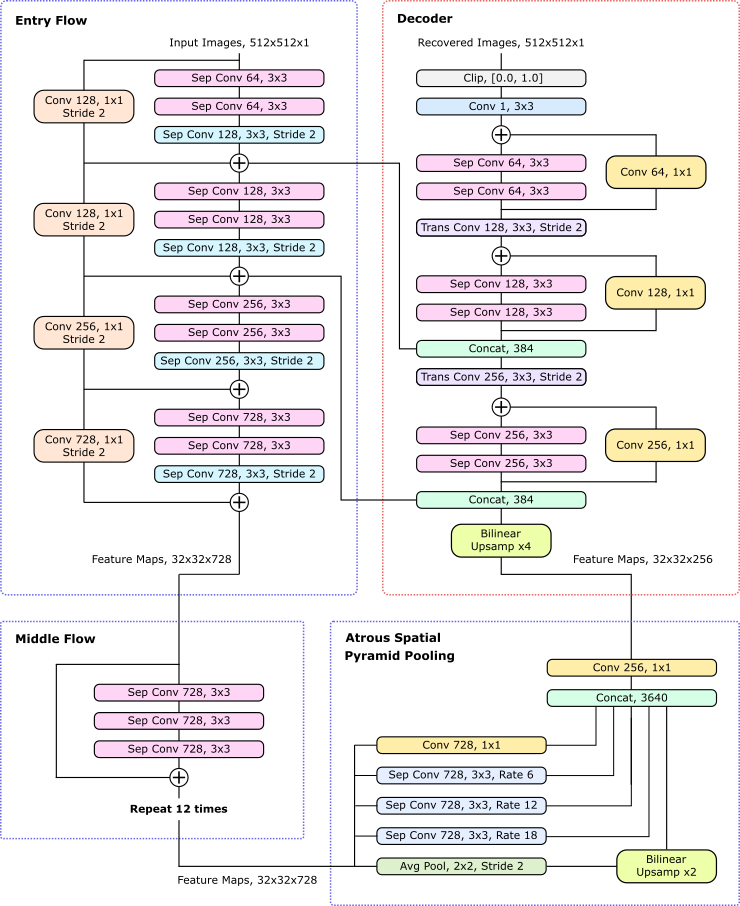 Entry Flow
Input Images, 512x512x1
Conv 128, 1x1
Stride 2
Sep Conv 64, 3x3
Sep Conv 64, 3x3
Sep Conv 128, 3x3, Stride 2
Conv 128, 1x1
Stride 2
Sep Conv 128, 3x3
Sep Conv 128, 3x3
Sep Conv 128, 3x3, Stride 2
Conv 256, 1x1
Stride 2
Sep Conv 256, 3x3
Sep Conv 256, 3x3
Sep Conv 256, 3x3, Stride 2
Conv 728, 1x1
Stride 2
Sep Conv 728, 3x3
Sep Conv 728, 3x3
Sep Conv 728, 3x3, Stride 2
Feature Maps, 32x32x728
Decoder
Recovered Images, 512x512x1
Clip, [0.0, 1.0]
Conv 1, 3x3
Sep Conv 64, 3x3
Sep Conv 64, 3x3
Conv 64, 1x1
Trans Conv 128, 3x3, Stride 2
Sep Conv 128, 3x3
Sep Conv 128, 3x3
Conv 128, 1x1
Concat, 384
Trans Conv 256, 3x3, Stride 2
Sep Conv 256, 3x3
Sep Conv 256, 3x3
Conv 256, 1x1
Concat, 384
Bilinear
Upsamp x4
Feature Maps, 32x32x256
Middle Flow
Sep Conv 728, 3x3
Sep Conv 728, 3x3
Sep Conv 728, 3x3
Repeat 12 times
Feature Maps, 32x32x728
Atrous Spatial
Pyramid Pooling
Conv 256, 1x1
Concat, 3640
Conv 728, 1x1
Sep Conv 728, 3x3, Rate 6
Sep Conv 728, 3x3, Rate 12
Sep Conv 728, 3x3, Rate 18
Avg Pool, 2x2, Stride 2
Bilinear
Upsamp x2